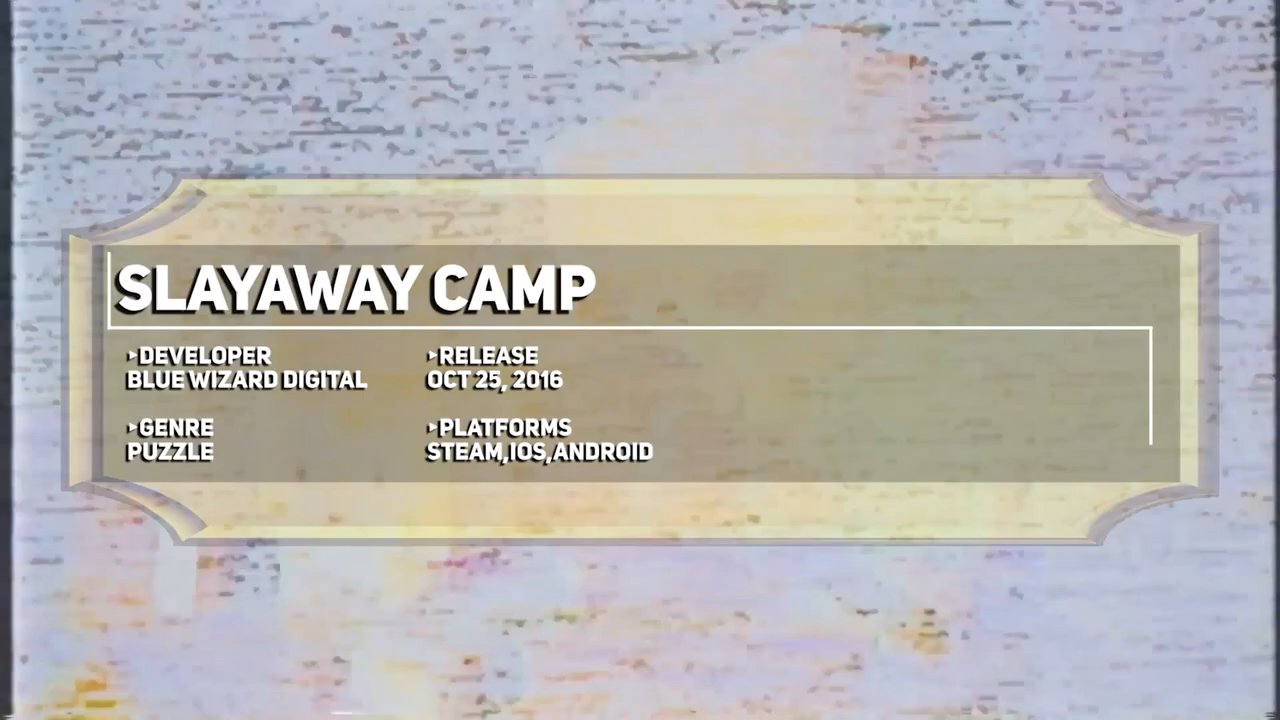 SLAYAWAY CAMP
▸DEVELOPER
BLUE WIZARD DIGITAL
▸RELEASE
OCT 25, 2016
▸GENRE
PUZZLE
▸PLATFORMS
STEAM,IOS,ANDROID